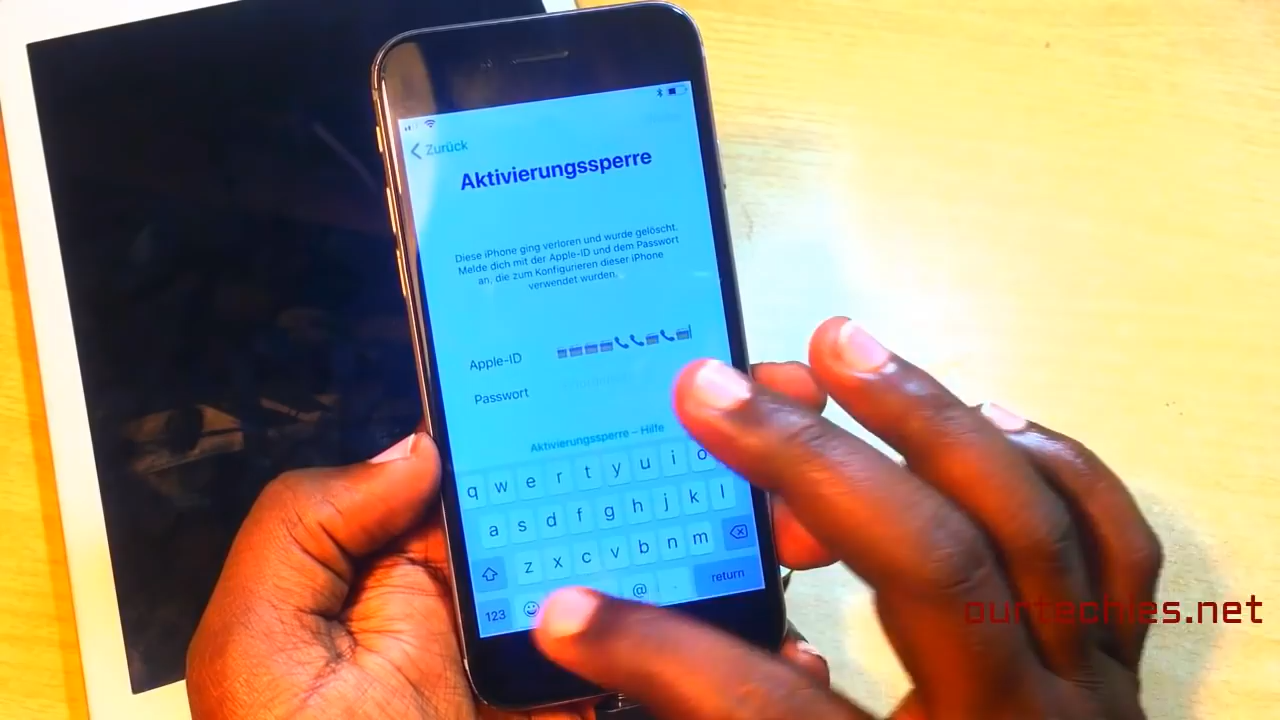 Zurück
Aktivierungssperre
Diese iPhone ging verloren und wurde gelöscht.
Melde dich mit der Apple-ID und dem Passwort
an, die zum Konfigurieren dieser iPhone
verwendet wurden.
Apple-ID
Passwort
Aktivierungssperre – Hilfe
q w e r t y u i o
a s d f g h j k l
z x c v b n m
123 @ . return
ourtechies.net